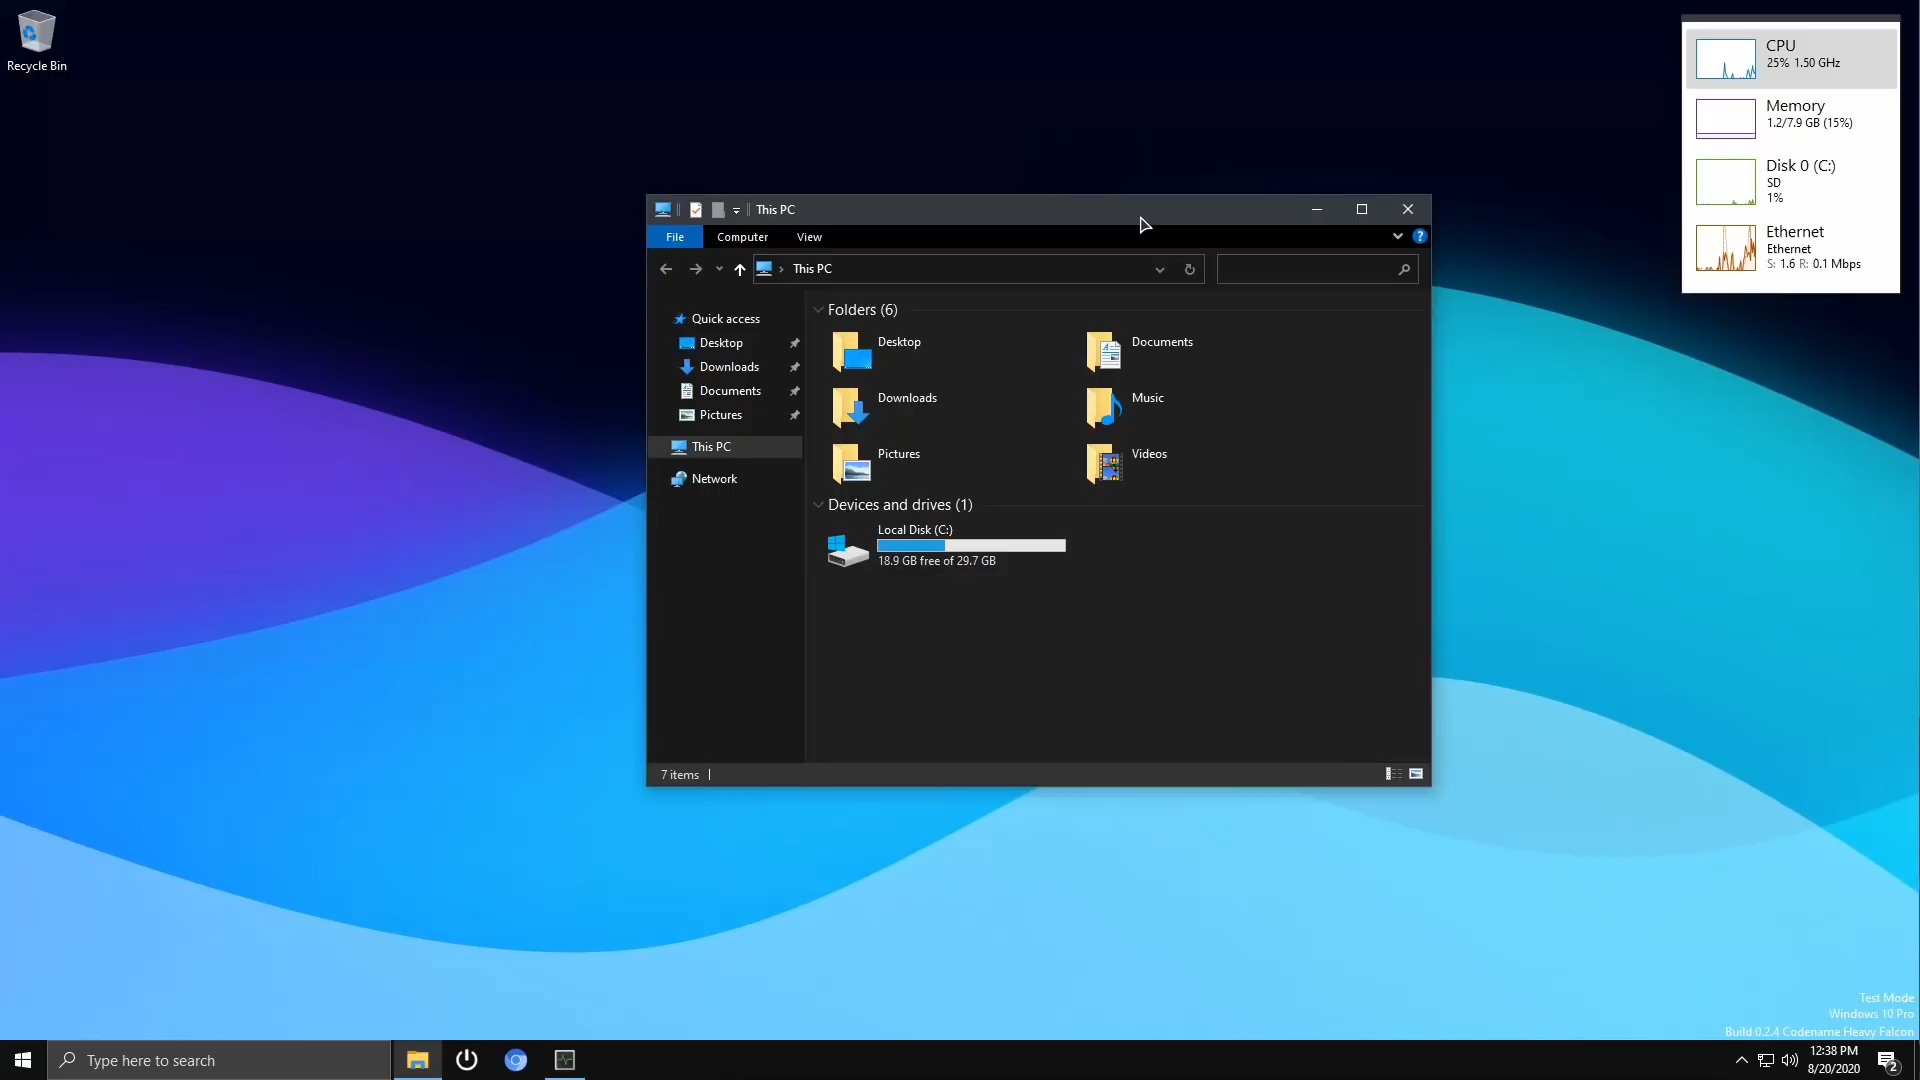 Recycle Bin
CPU
25% 1.50 GHz
Memory
1.2/7.9 GB (15%)
Disk 0 (C:)
SD
1%
Ethernet
Ethernet
S: 1.6 R: 0.1 Mbps
This PC
File Computer View
?
This PC
Quick access
Desktop
Downloads
Documents
Pictures
This PC
Network
Folders (6)
Desktop
Documents
Downloads
Music
Pictures
Videos
Devices and drives (1)
Local Disk (C:)
18.9 GB free of 29.7 GB
7 items
Test Mode
Windows 10 Pro
Build 0.2.4 Codename Heavy Falcon
Type here to search
12:38 PM
8/20/2020
2